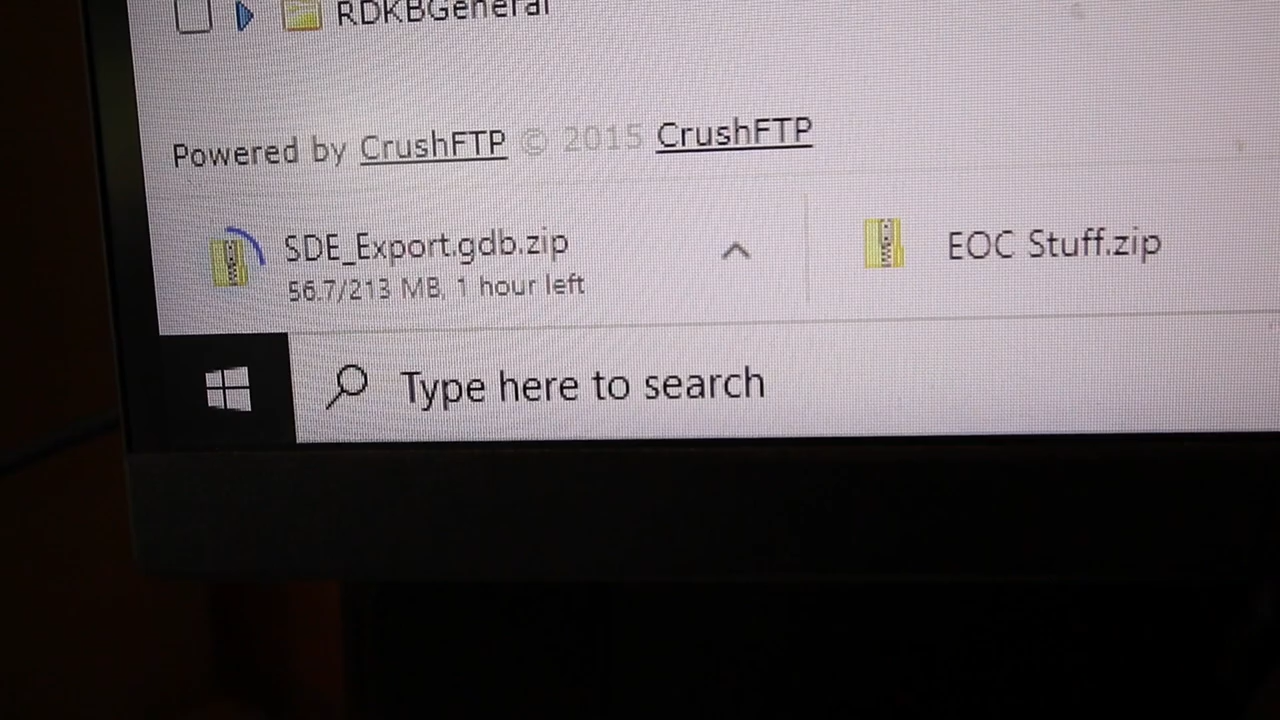 RDKBGeneral
Powered by CrushFTP © 2015 CrushFTP
SDE_Export.gdb.zip
56.7/213 MB, 1 hour left
EOC Stuff.zip
Type here to search